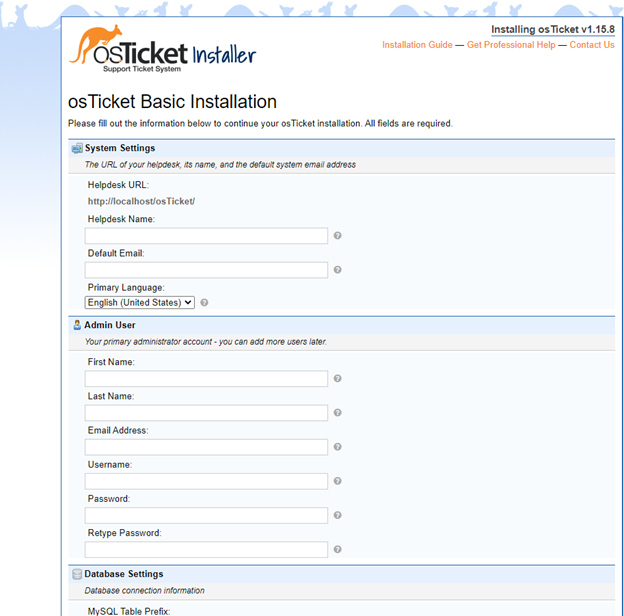 Installing osTicket v1.15.8
Installation Guide — Get Professional Help — Contact Us
osTicket Installer
Support Ticket System
osTicket Basic Installation
Please fill out the information below to continue your osTicket installation. All fields are required.
System Settings
The URL of your helpdesk, its name, and the default system email address
Helpdesk URL:
http://localhost/osTicket/
Helpdesk Name:
?
Default Email:
?
Primary Language:
English (United States) ?
Admin User
Your primary administrator account - you can add more users later.
First Name:
?
Last Name:
?
Email Address:
?
Username:
?
Password:
?
Retype Password:
?
Database Settings
Database connection information
MySQL Table Prefix: